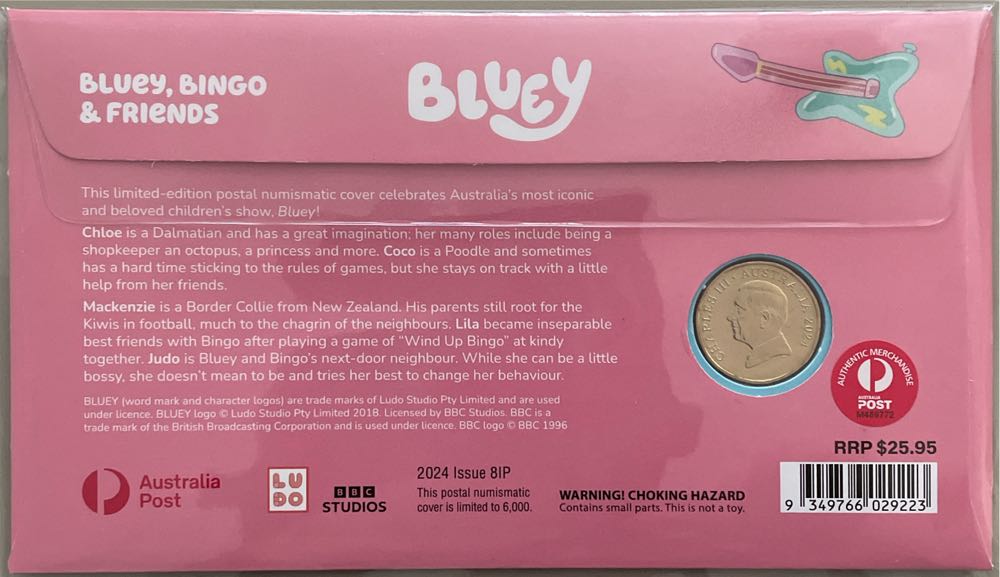 BLUEY, BINGO
& FRIENDS
BLUEY
This limited-edition postal numismatic cover celebrates Australia's most iconic
and beloved children's show, Bluey!
Chloe is a Dalmatian and has a great imagination; her many roles include being a
shopkeeper an octopus, a princess and more. Coco is a Poodle and sometimes
has a hard time sticking to the rules of games, but she stays on track with a little
help from her friends.
Mackenzie is a Border Collie from New Zealand. His parents still root for the
Kiwis in football, much to the chagrin of the neighbours. Lila became inseparable
best friends with Bingo after playing a game of "Wind Up Bingo" at kindy
together. Judo is Bluey and Bingo's next-door neighbour. While she can be a little
bossy, she doesn't mean to be and tries her best to change her behaviour.
BLUEY (word mark and character logos) are trade marks of Ludo Studio Pty Limited and are used
under licence. BLUEY logo © Ludo Studio Pty Limited 2018. Licensed by BBC Studios. BBC is a
trade mark of the British Broadcasting Corporation and is used under licence. BBC logo © BBC 1996
CHARLES III • AUSTRALIA 2024
AUTHENTIC MERCHANDISE
AUSTRALIA
POST
M489772
RRP $25.95
Australia
Post
LU
DO
BBC
STUDIOS
2024 Issue 8IP
This postal numismatic
cover is limited to 6,000.
WARNING! CHOKING HAZARD
Contains small parts. This is not a toy.
9 349766 029223